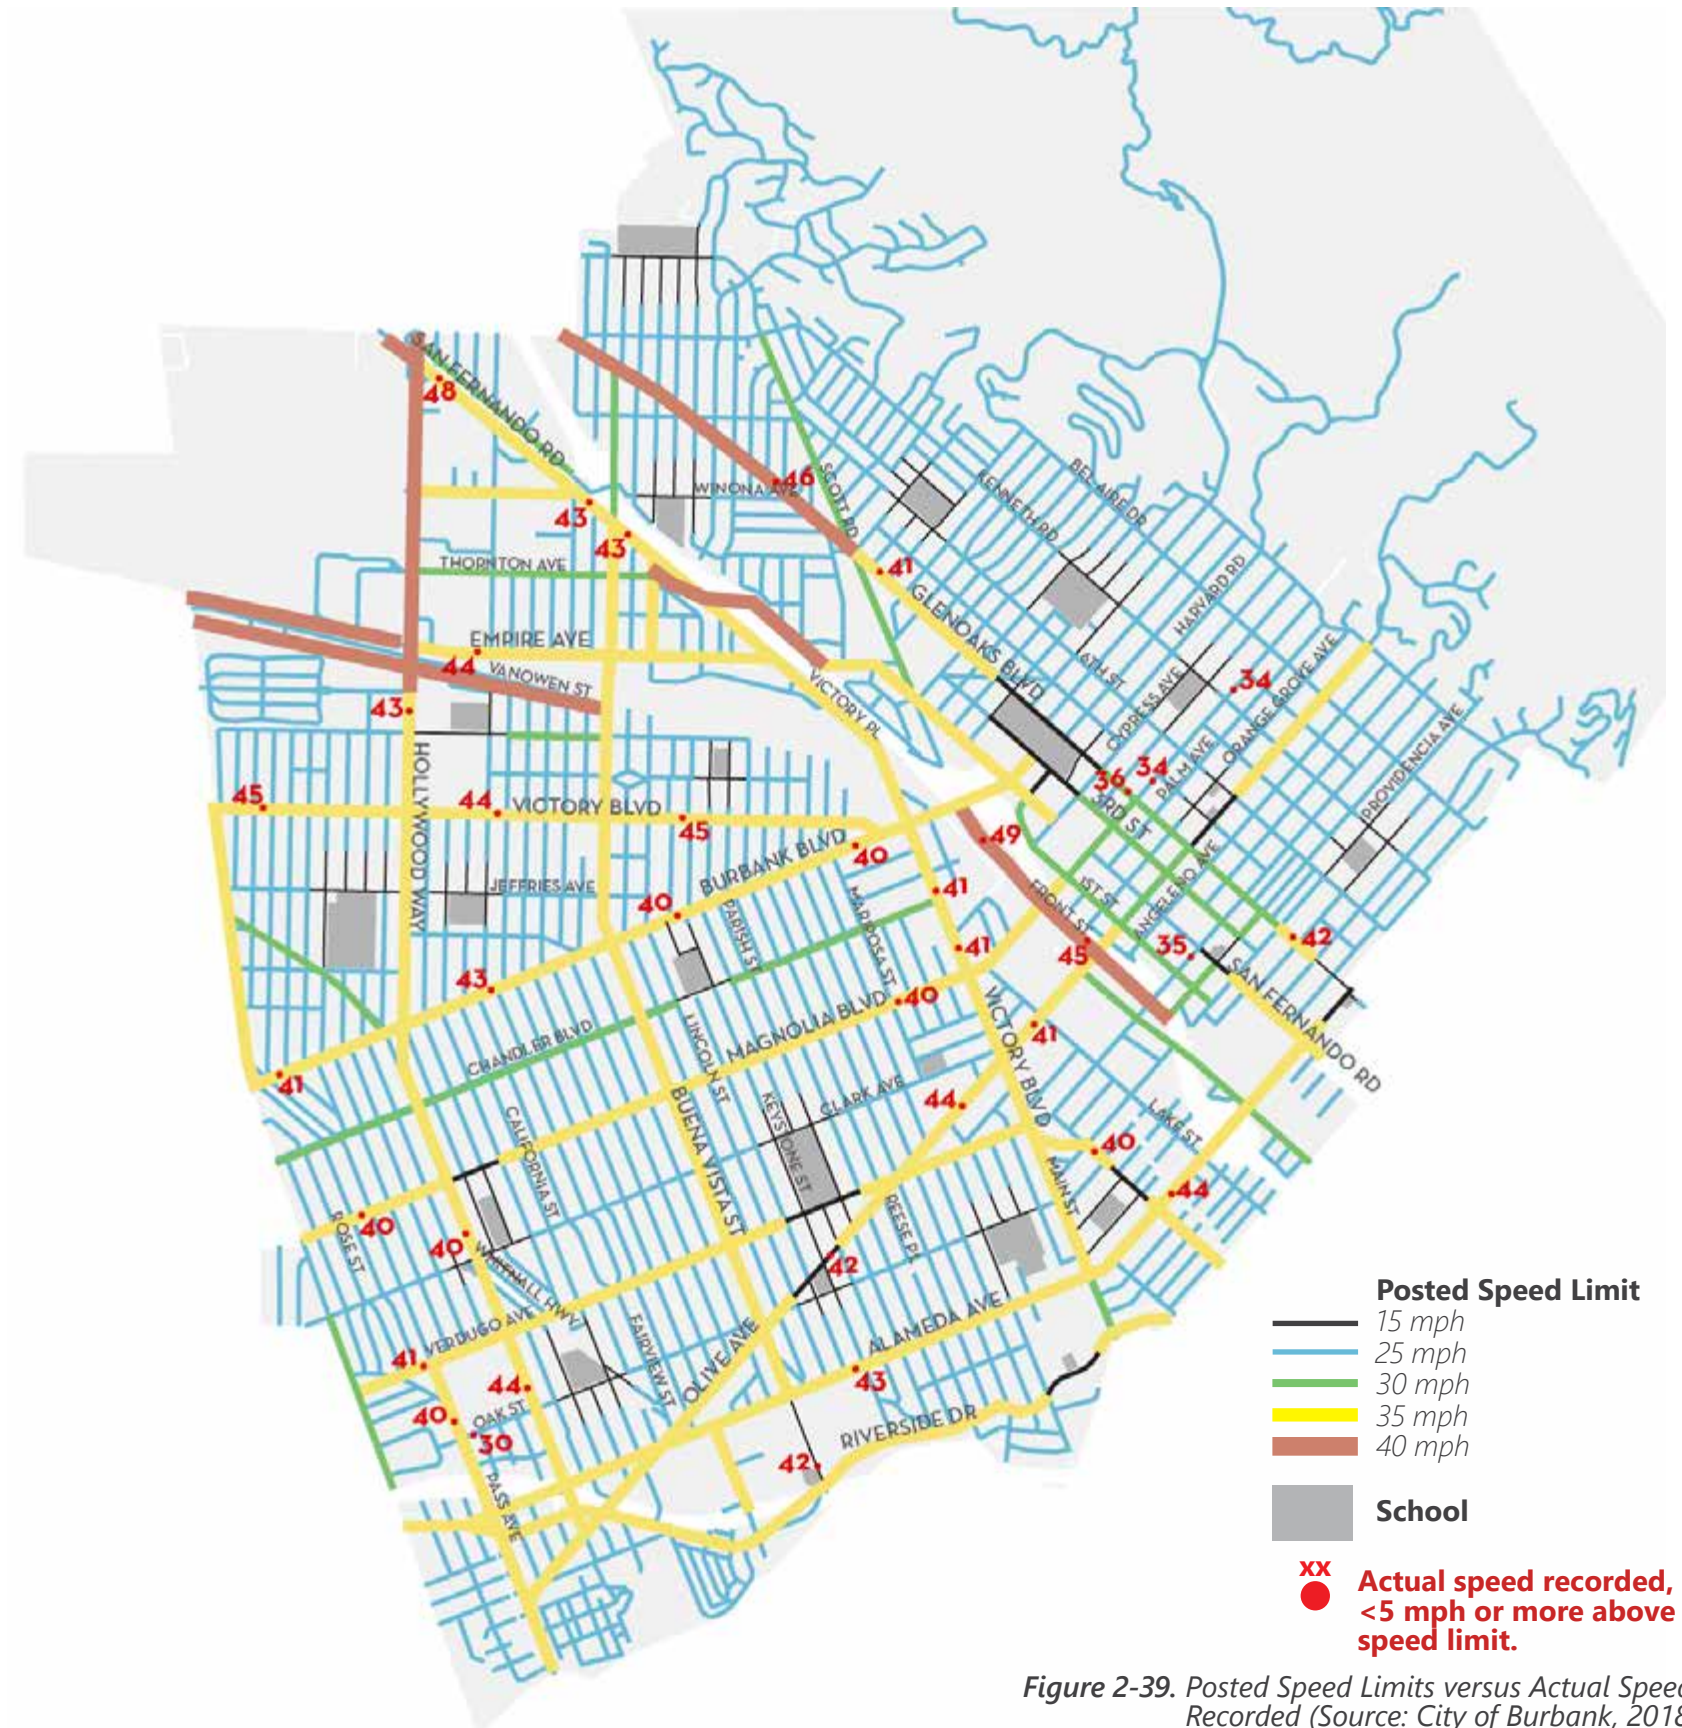 SAN FERNANDO RD
48
46
SCOTT RD
WINONA AVE
43
43
KENNETH RD
BEL AIRE DR
THORNTON AVE
41
GLENOAKS BLVD
HARVARD RD
EMPIRE AVE
44
VANOWEN ST
6TH ST
CYPRESS AVE
34
ORANGE GROVE AVE
43
VICTORY PL
PALM AVE
PROVIDENCIA AVE
HOLLYWOOD WAY
36
34
3RD ST
45
44
VICTORY BLVD
45
BURBANK BLVD
40
49
JEFFRIES AVE
40
PARISH ST
MARIPOSA ST
41
FRONT ST
1ST ST
ANGELENO AVE
41
45
35
42
SAN FERNANDO RD
43
40
MAGNOLIA BLVD
CHANDLER BLVD
LINCOLN ST
VICTORY BLVD
41
41
CALIFORNIA ST
BUENA VISTA ST
KEYSTONE ST
CLARK AVE
44
LAKE ST
40
MAIN ST
44
ROSE ST
40
40
WHITNALL HWY
REESE PL
42
VERDUGO AVE
41
FAIRVIEW ST
OLIVE AVE
ALAMEDA AVE
44
43
40
OAK ST
30
RIVERSIDE DR
42
PASS AVE
Posted Speed Limit
15 mph
25 mph
30 mph
35 mph
40 mph
School
xx
Actual speed recorded,
<5 mph or more above
speed limit.
Figure 2-39. Posted Speed Limits versus Actual Speed
Recorded (Source: City of Burbank, 2018